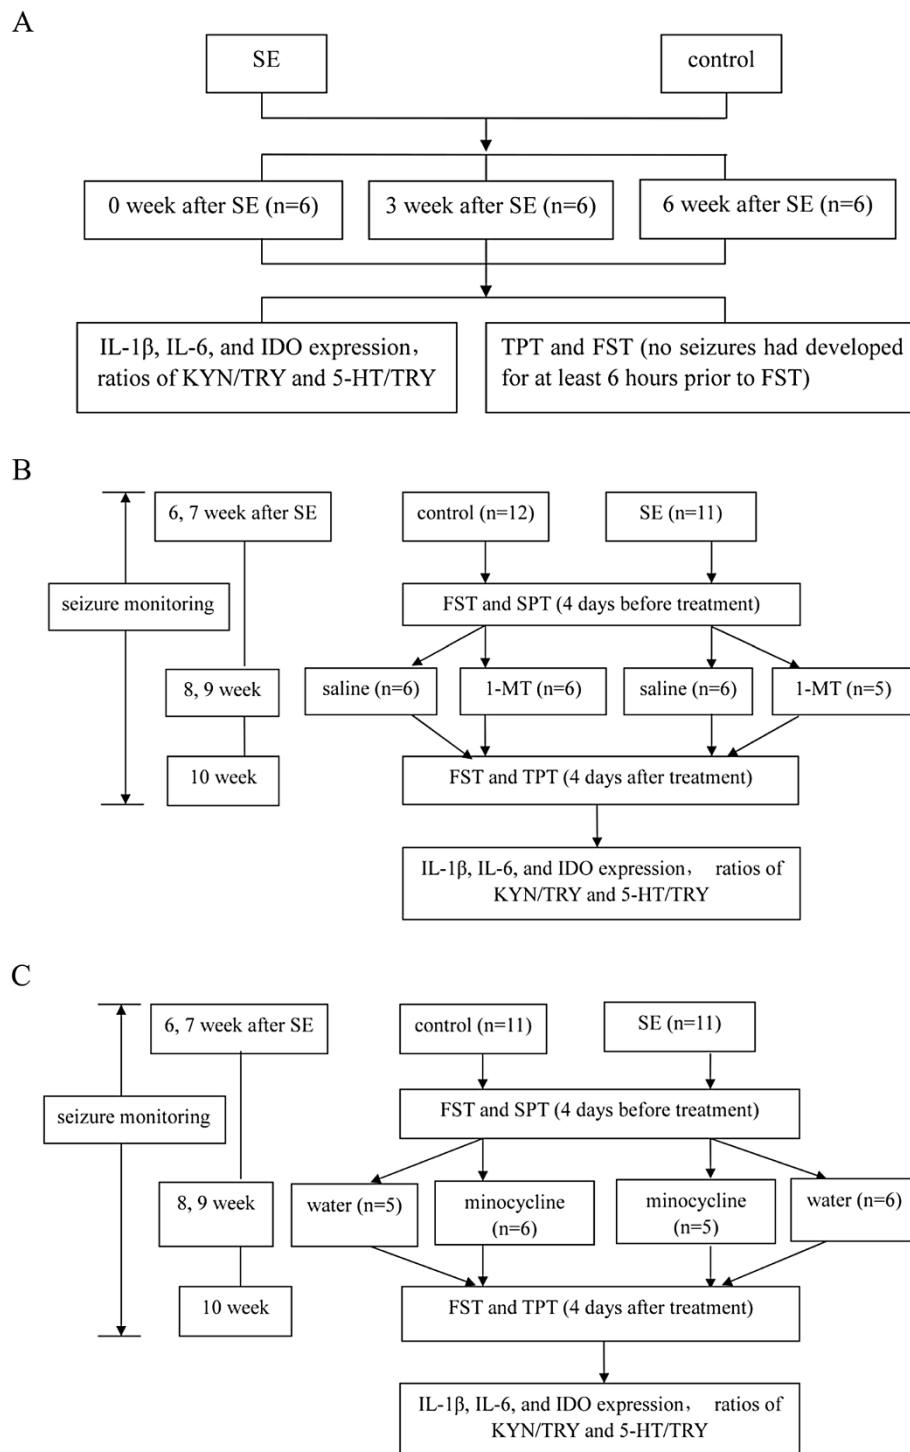 A
SE
control
0 week after SE (n=6)
3 week after SE (n=6)
6 week after SE (n=6)
IL-1β, IL-6, and IDO expression,
ratios of KYN/TRY and 5-HT/TRY
TPT and FST (no seizures had developed
for at least 6 hours prior to FST)
B
6, 7 week after SE
control (n=12)
SE (n=11)
seizure monitoring
FST and SPT (4 days before treatment)
8, 9 week
saline (n=6)
1-MT (n=6)
saline (n=6)
1-MT (n=5)
10 week
FST and TPT (4 days after treatment)
IL-1β, IL-6, and IDO expression, ratios of
KYN/TRY and 5-HT/TRY
C
6, 7 week after SE
control (n=11)
SE (n=11)
seizure monitoring
FST and SPT (4 days before treatment)
8, 9 week
water (n=5)
minocycline
(n=6)
minocycline
(n=5)
water (n=6)
10 week
FST and TPT (4 days after treatment)
IL-1β, IL-6, and IDO expression, ratios of
KYN/TRY and 5-HT/TRY